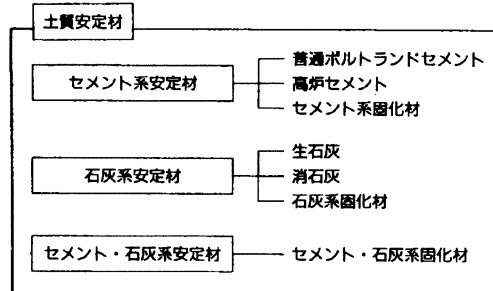 土質安定材
セメント系安定材
普通ポルトランドセメント
高炉セメント
セメント系固化材
石灰系安定材
生石灰
消石灰
石灰系固化材
セメント・石灰系安定材
セメント・石灰系固化材